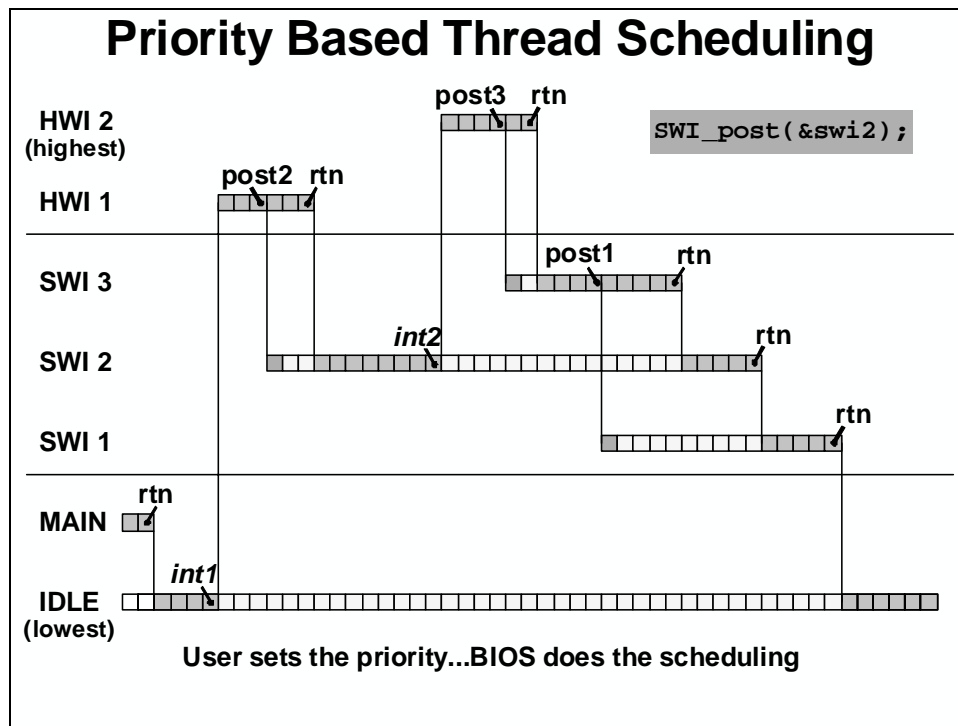 Priority Based Thread Scheduling
post3 rtn
HWI 2
(highest)
SWI_post(&swi2);
post2 rtn
HWI 1
post1 rtn
SWI 3
int2 rtn
SWI 2
rtn
SWI 1
rtn
MAIN
int1
IDLE
(lowest)
User sets the priority...BIOS does the scheduling